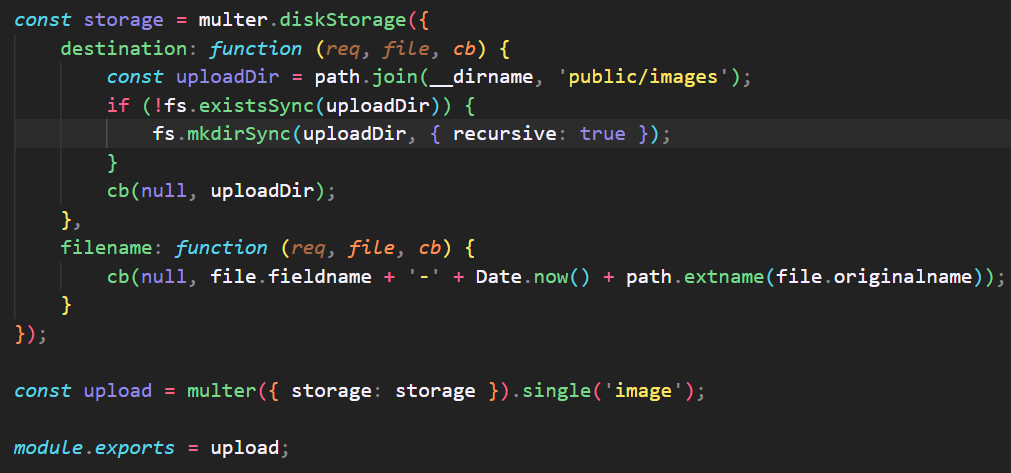 const storage = multer.diskStorage({
    destination: function (req, file, cb) {
        const uploadDir = path.join(__dirname, 'public/images');
        if (!fs.existsSync(uploadDir)) {
            fs.mkdirSync(uploadDir, { recursive: true });
        }
        cb(null, uploadDir);
    },
    filename: function (req, file, cb) {
        cb(null, file.fieldname + '-' + Date.now() + path.extname(file.originalname));
    }
});

const upload = multer({ storage: storage }).single('image');

module.exports = upload;